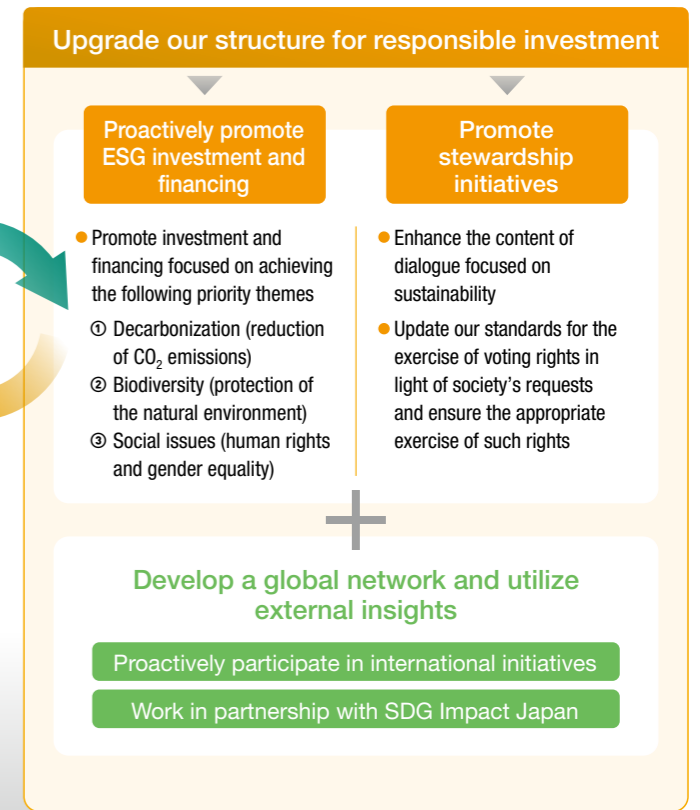 Upgrade our structure for responsible investment
Proactively promote
ESG investment and
financing
● Promote investment and
financing focused on achieving
the following priority themes
① Decarbonization (reduction
of CO₂ emissions)
② Biodiversity (protection of
the natural environment)
③ Social issues (human rights
and gender equality)
Promote
stewardship
initiatives
● Enhance the content of
dialogue focused on
sustainability
● Update our standards for the
exercise of voting rights in
light of society’s requests
and ensure the appropriate
exercise of such rights
Develop a global network and utilize
external insights
Proactively participate in international initiatives
Work in partnership with SDG Impact Japan